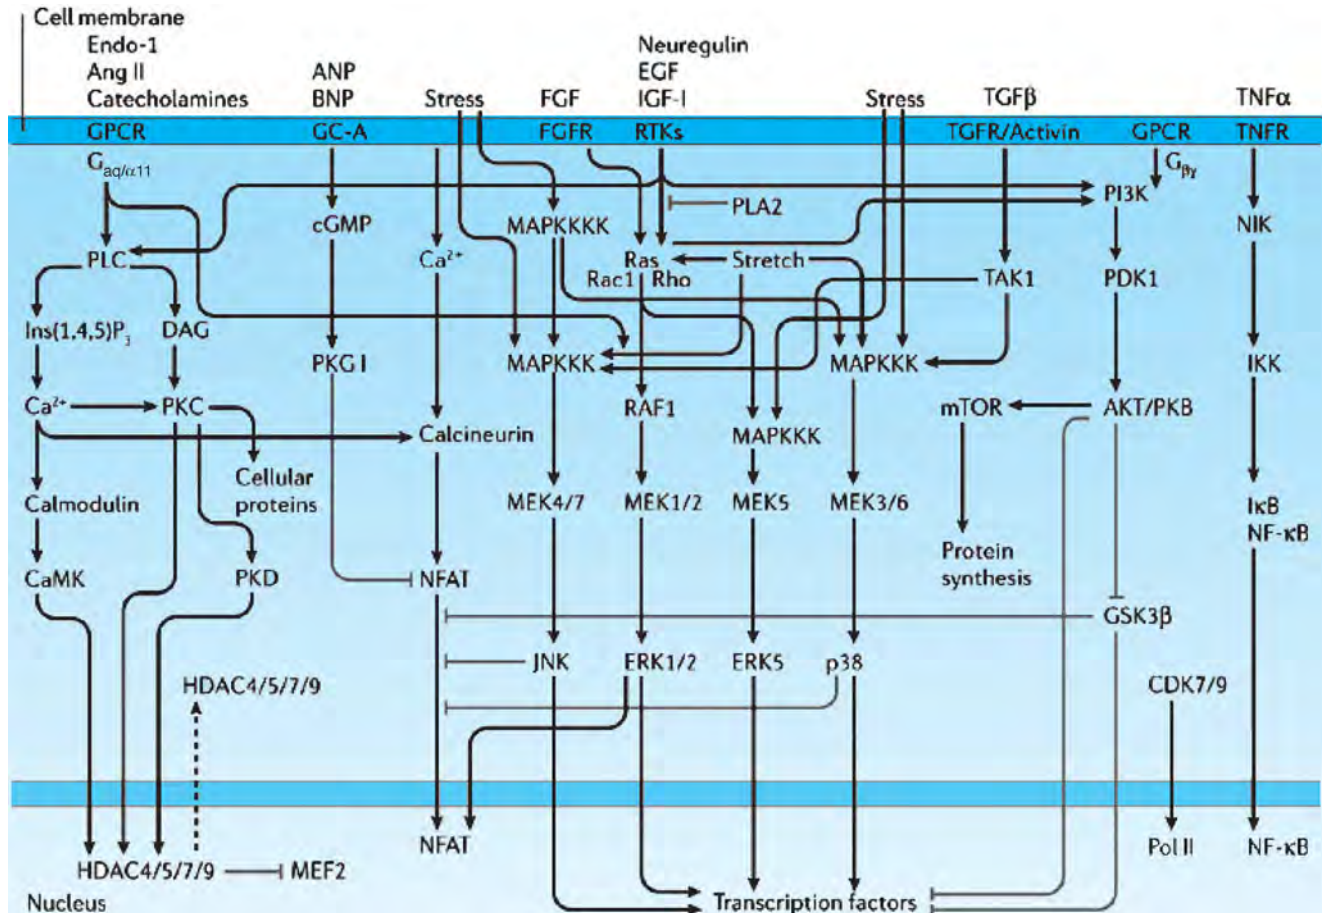 Cell membrane
Endo-1
Ang II
Catecholamines
ANP
BNP
Stress
FGF
Neuregulin
EGF
IGF-I
Stress
TGFβ
TNFα
GPCR
GC-A
FGFR
RTKs
TGFR/Activin
GPCR
TNFR
Gaq/α11
Gβγ
PI3K
PLA2
cGMP
MAPKKKK
NIK
PLC
Ca²⁺
Ras
Rac1 Rho
Stretch
TAK1
PDK1
Ins(1,4,5)P3
DAG
PKG I
MAPKKK
MAPKKK
IKK
Ca²⁺
PKC
RAF1
mTOR
AKT/PKB
Calcineurin
MAPKKK
Cellular
proteins
Calmodulin
MEK4/7
MEK1/2
MEK5
MEK3/6
IκB
NF-κB
Protein
synthesis
CaMK
PKD
NFAT
GSK3β
JNK
ERK1/2
ERK5
p38
HDAC4/5/7/9
CDK7/9
NFAT
Pol II
NF-κB
HDAC4/5/7/9
MEF2
Nucleus
Transcription factors